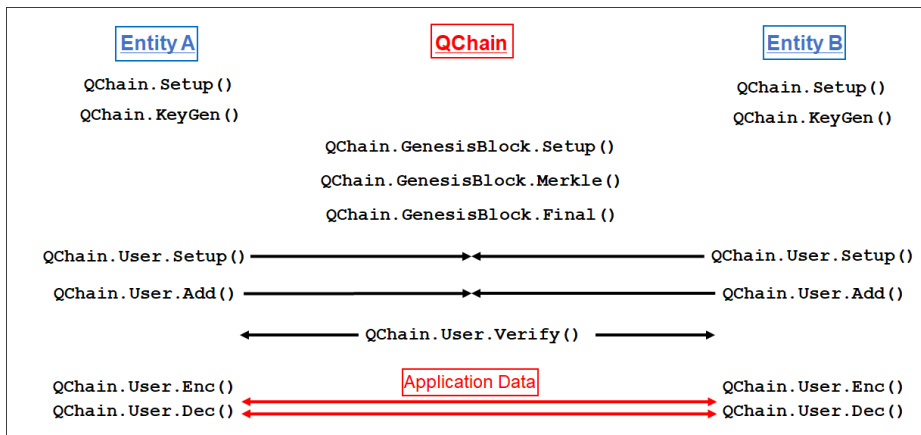 Entity A QChain Entity B
QChain.Setup() QChain.Setup()
QChain.KeyGen() QChain.KeyGen()
QChain.GenesisBlock.Setup()
QChain.GenesisBlock.Merkle()
QChain.GenesisBlock.Final()
QChain.User.Setup() QChain.User.Setup()
QChain.User.Add() QChain.User.Add()
QChain.User.Verify()
Application Data
QChain.User.Enc() QChain.User.Enc()
QChain.User.Dec() QChain.User.Dec()